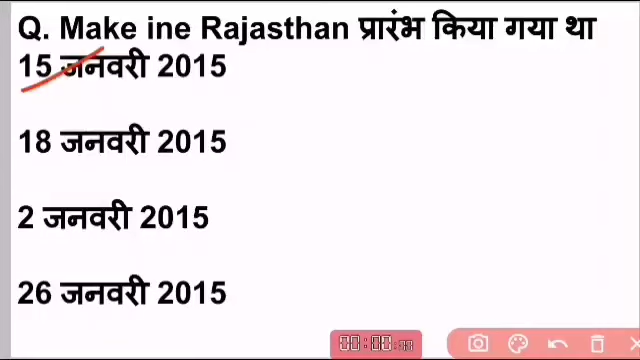 Q. Make ine Rajasthan प्रारंभ किया गया था
15 जनवरी 2015
18 जनवरी 2015
2 जनवरी 2015
26 जनवरी 2015